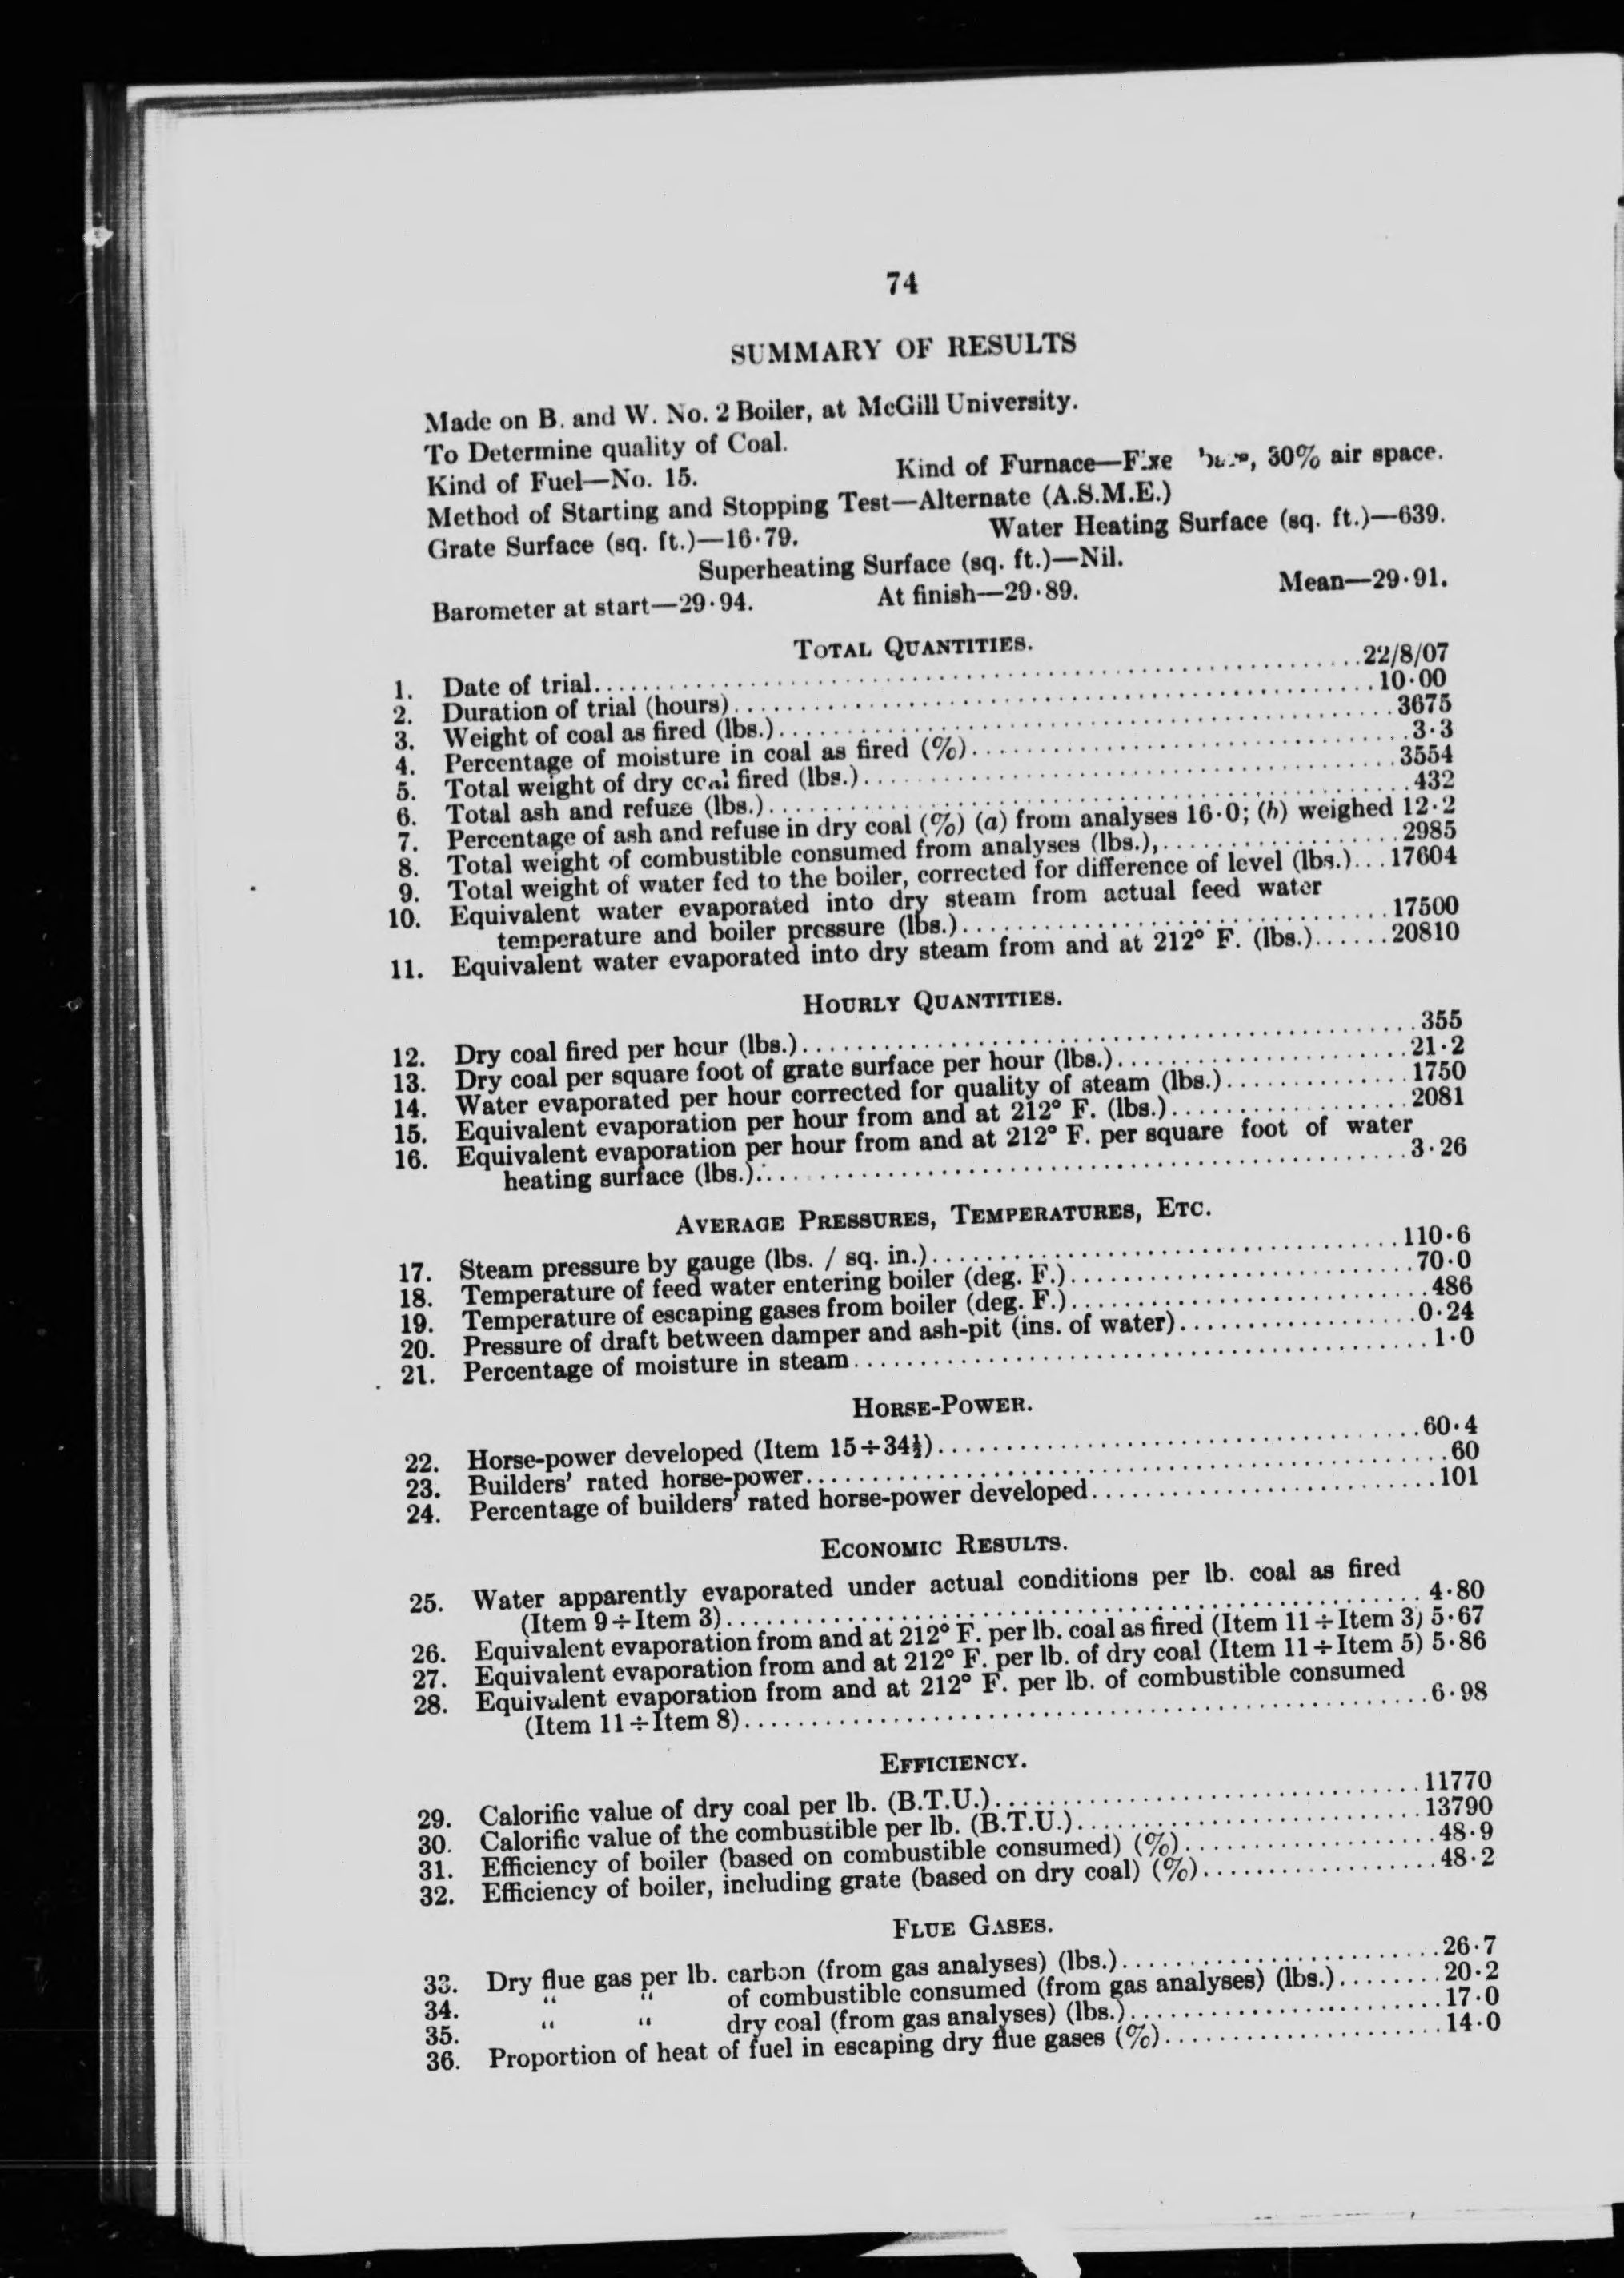 74
SUMMARY OF RESULTS
Made on B. and W. No. 2 Boiler, at McGill University.
To Determine quality of Coal.
Kind of Fuel—No. 15. Kind of Furnace— 30% air space.
Method of Starting and Stopping Test—Alternate (A.S.M.E.)
Grate Surface (sq. ft.)—16·79. Water Heating Surface (sq. ft.)—639.
Superheating Surface (sq. ft.)—Nil.
Barometer at start—29·94. At finish—29·89. Mean—29·91.
TOTAL QUANTITIES.
1. Date of trial....22/8/07
2. Duration of trial (hours)....10·00
3. Weight of coal as fired (lbs.)....3675
4. Percentage of moisture in coal as fired (%)....3·3
5. Total weight of dry coal fired (lbs.)....3554
6. Total ash and refuse (lbs.)....432
7. Percentage of ash and refuse in dry coal (%) (a) from analyses 16·0; (b) weighed 12·2
8. Total weight of combustible consumed from analyses (lbs.),....2985
9. Total weight of water fed to the boiler, corrected for difference of level (lbs.)...17604
10. Equivalent water evaporated into dry steam from actual feed water
temperature and boiler pressure (lbs.)....17500
11. Equivalent water evaporated into dry steam from and at 212° F. (lbs.)......20810
HOURLY QUANTITIES.
12. Dry coal fired per hour (lbs.)....355
13. Dry coal per square foot of grate surface per hour (lbs.)....21·2
14. Water evaporated per hour corrected for quality of steam (lbs.)....1750
15. Equivalent evaporation per hour from and at 212° F. (lbs.)....2081
16. Equivalent evaporation per hour from and at 212° F. per square foot of water
heating surface (lbs.)....3·26
AVERAGE PRESSURES, TEMPERATURES, ETC.
17. Steam pressure by gauge (lbs. / sq. in.)....110·6
18. Temperature of feed water entering boiler (deg. F.)....70·0
19. Temperature of escaping gases from boiler (deg. F.)....486
20. Pressure of draft between damper and ash-pit (ins. of water)....0·24
21. Percentage of moisture in steam....1·0
HORSE-POWER.
22. Horse-power developed (Item 15÷34½)....60·4
23. Builders' rated horse-power....60
24. Percentage of builders' rated horse-power developed....101
ECONOMIC RESULTS.
25. Water apparently evaporated under actual conditions per lb. coal as fired
(Item 9÷Item 3)....4·80
26. Equivalent evaporation from and at 212° F. per lb. coal as fired (Item 11÷Item 3) 5·67
27. Equivalent evaporation from and at 212° F. per lb. of dry coal (Item 11÷Item 5) 5·86
28. Equivalent evaporation from and at 212° F. per lb. of combustible consumed
(Item 11÷Item 8)....6·98
EFFICIENCY.
29. Calorific value of dry coal per lb. (B.T.U.)....11770
30. Calorific value of the combustible per lb. (B.T.U.)....13790
31. Efficiency of boiler (based on combustible consumed) (%)....48·9
32. Efficiency of boiler, including grate (based on dry coal) (%)....48·2
FLUE GASES.
33. Dry flue gas per lb. carbon (from gas analyses) (lbs.)....26·7
34. “ “ of combustible consumed (from gas analyses) (lbs.)....20·2
35. “ “ dry coal (from gas analyses) (lbs.)....17·0
36. Proportion of heat of fuel in escaping dry flue gases (%)....14·0